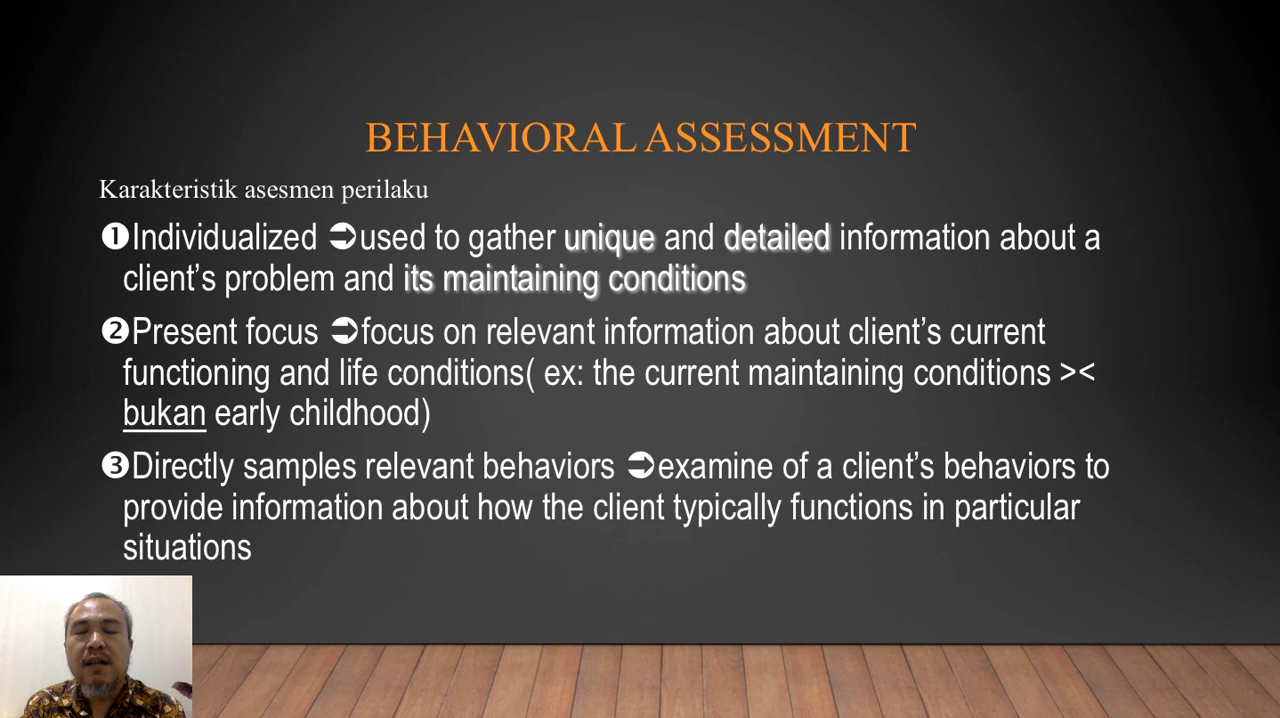 BEHAVIORAL ASSESSMENT
Karakteristik asesmen perilaku
❶Individualized ➲used to gather unique and detailed information about a
client’s problem and its maintaining conditions
❷Present focus ➲focus on relevant information about client’s current
functioning and life conditions( ex: the current maintaining conditions ><
bukan early childhood)
❸Directly samples relevant behaviors ➲examine of a client’s behaviors to
provide information about how the client typically functions in particular
situations